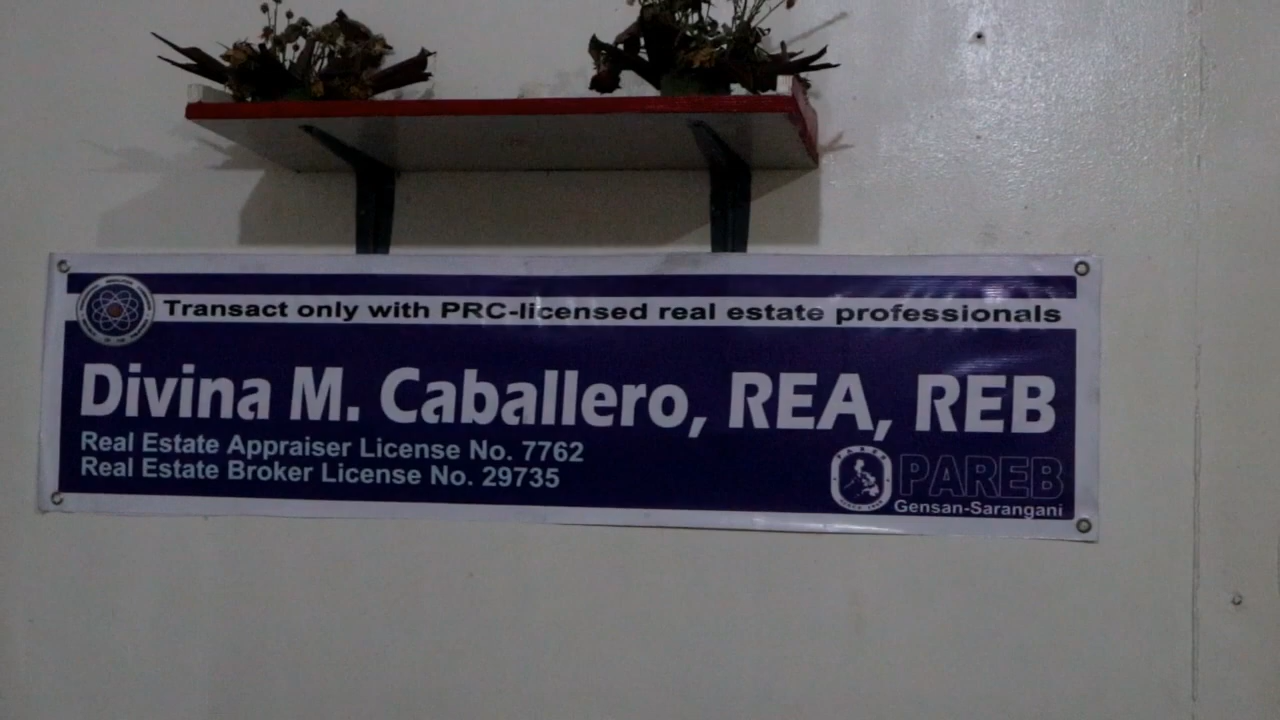 Transact only with PRC-licensed real estate professionals
Divina M. Caballero, REA, REB
Real Estate Appraiser License No. 7762
Real Estate Broker License No. 29735
PAREB
PAREB
Gensan-Sarangani